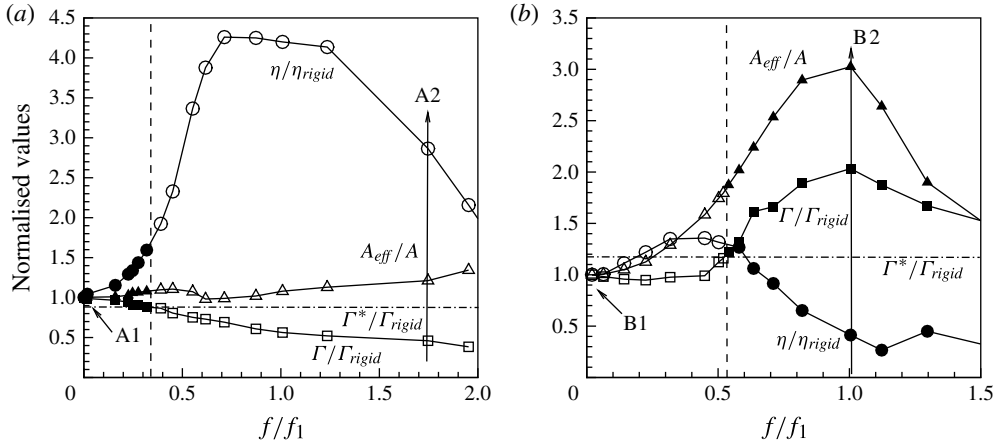 (a)
4.5
4.0
3.5
3.0
2.5
2.0
1.5
1.0
0.5
Normalised values
η/η_rigid
A2
A_eff/A
Γ*/Γ_rigid
A1
Γ/Γ_rigid
0 0.5 1.0 1.5 2.0
f/f_1
(b)
3.5
3.0
2.5
2.0
1.5
1.0
0.5
A_eff/A
B2
Γ/Γ_rigid
Γ*/Γ_rigid
B1
η/η_rigid
0 0.5 1.0 1.5
f/f_1